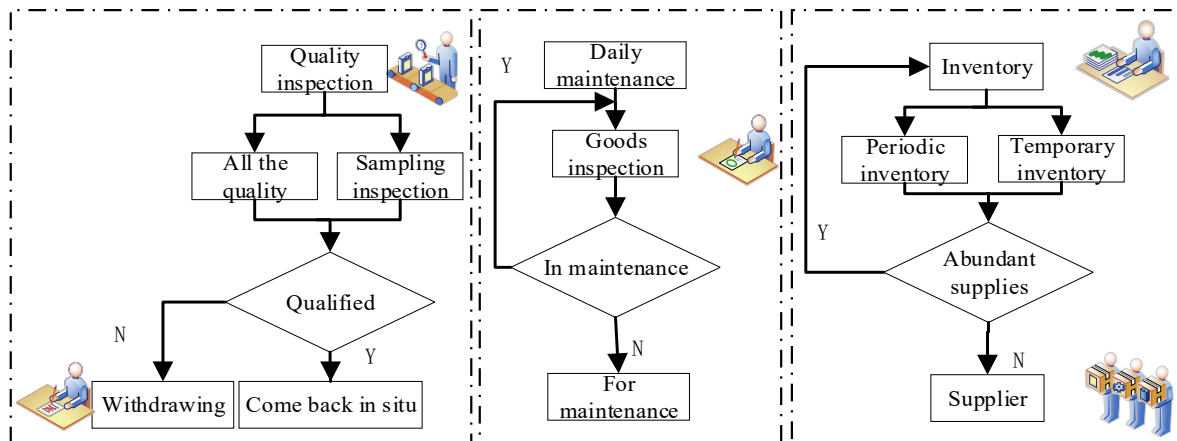 Quality
inspection
All the
quality
Sampling
inspection
Qualified
N
Y
Withdrawing
Come back in situ
Y
Daily
maintenance
Goods
inspection
In maintenance
N
For
maintenance
Inventory
Periodic
inventory
Temporary
inventory
Y
Abundant
supplies
N
Supplier